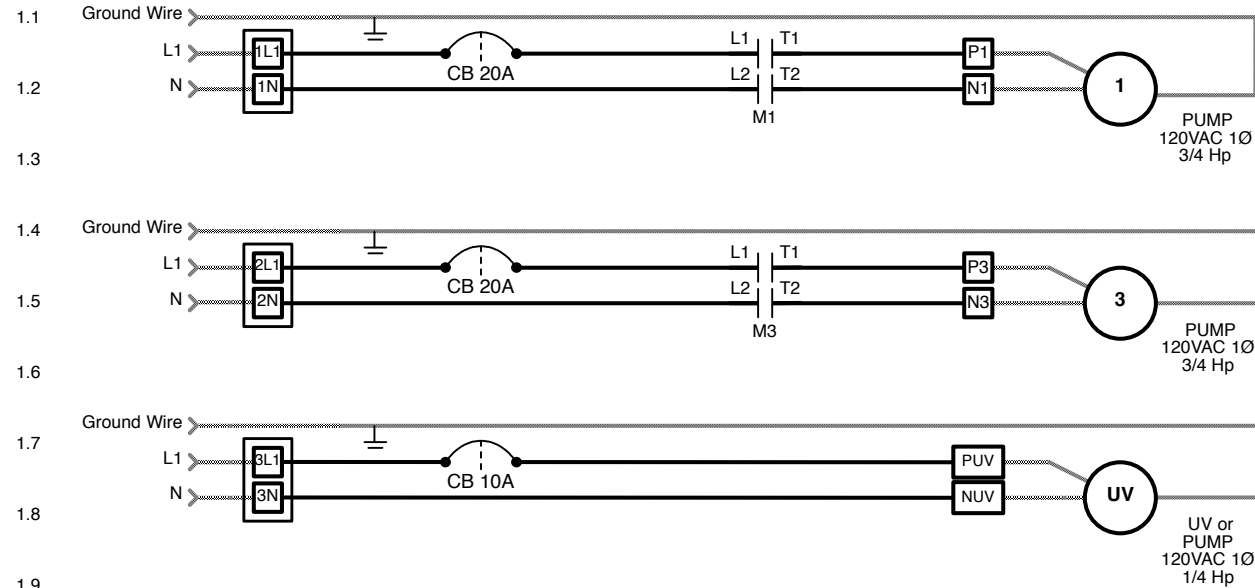 1.1 Ground Wire
L1 1L1 CB 20A L1 T1 P1
1.2 N 1N L2 T2 N1 1
M1
PUMP
120VAC 1Ø
3/4 Hp
1.3
1.4 Ground Wire
L1 2L1 CB 20A L1 T1 P3
1.5 N 2N L2 T2 N3 3
M3
PUMP
120VAC 1Ø
3/4 Hp
1.6
Ground Wire
1.7
L1 3L1 CB 10A PUV
N 3N NUV UV
1.8
UV or
PUMP
120VAC 1Ø
1/4 Hp
1.9